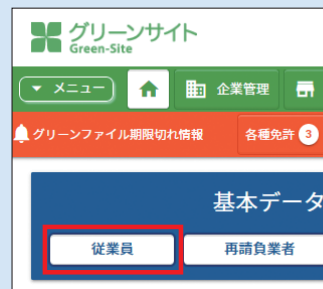 グリーンサイト
Green-Site
メニュー
企業管理
グリーンファイル期限切れ情報
各種免許 3
基本データ
従業員
再請負業者